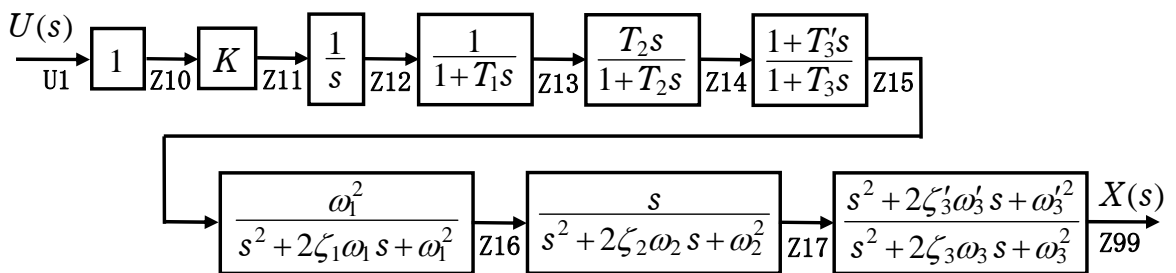 U(s) 1 K 1/s 1/(1+T₁s) T₂s/(1+T₂s) (1+T₃′s)/(1+T₃s)
U1 Z10 Z11 Z12 Z13 Z14 Z15
ω₁²/(s²+2ζ₁ω₁s+ω₁²) s/(s²+2ζ₂ω₂s+ω₂²) (s²+2ζ₃′ω₃′s+ω₃′²)/(s²+2ζ₃ω₃s+ω₃²) X(s)
Z16 Z17 Z99